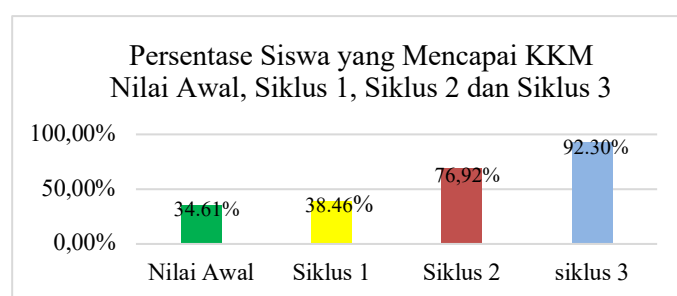 Persentase Siswa yang Mencapai KKM
Nilai Awal, Siklus 1, Siklus 2 dan Siklus 3
100,00%
50,00%
0,00%
34.61%
38.46%
76,92%
92.30%
Nilai Awal
Siklus 1
Siklus 2
siklus 3